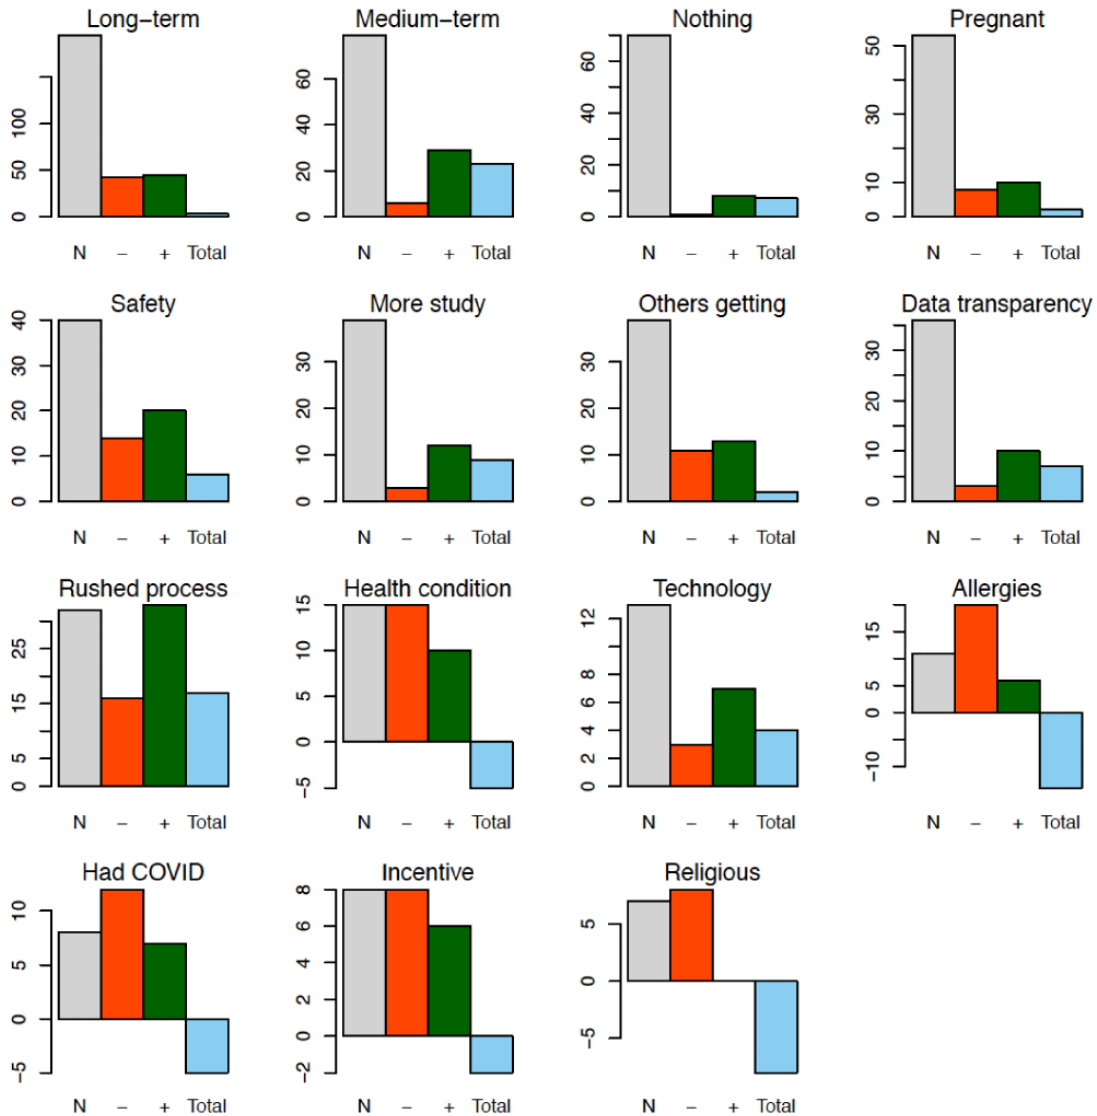 Long−term Medium−term Nothing Pregnant
0 50 100
N − + Total
0 20 40 60
N − + Total
0 20 40 60
N − + Total
0 10 30 50
N − + Total
Safety More study Others getting Data transparency
0 10 20 30 40
N − + Total
0 10 20 30
N − + Total
0 10 20 30
N − + Total
0 10 20 30
N − + Total
Rushed process Health condition Technology Allergies
0 5 15 25
N − + Total
−5 0 5 10 15
N − + Total
0 2 4 6 8 12
N − + Total
−10 0 5 15
N − + Total
Had COVID Incentive Religious
−5 0 5 10
N − + Total
−2 0 2 4 6 8
N − + Total
−5 0 5
N − + Total